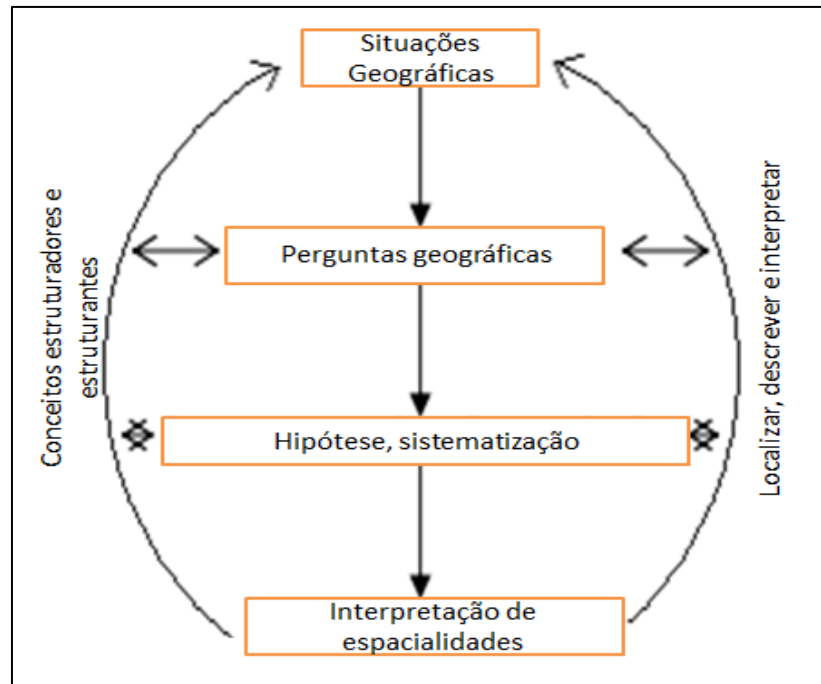 Situações
Geográficas
Perguntas geográficas
Hipótese, sistematização
Interpretação de
espacialidades
Conceitos estruturadores e
estruturantes
Localizar, descrever e interpretar